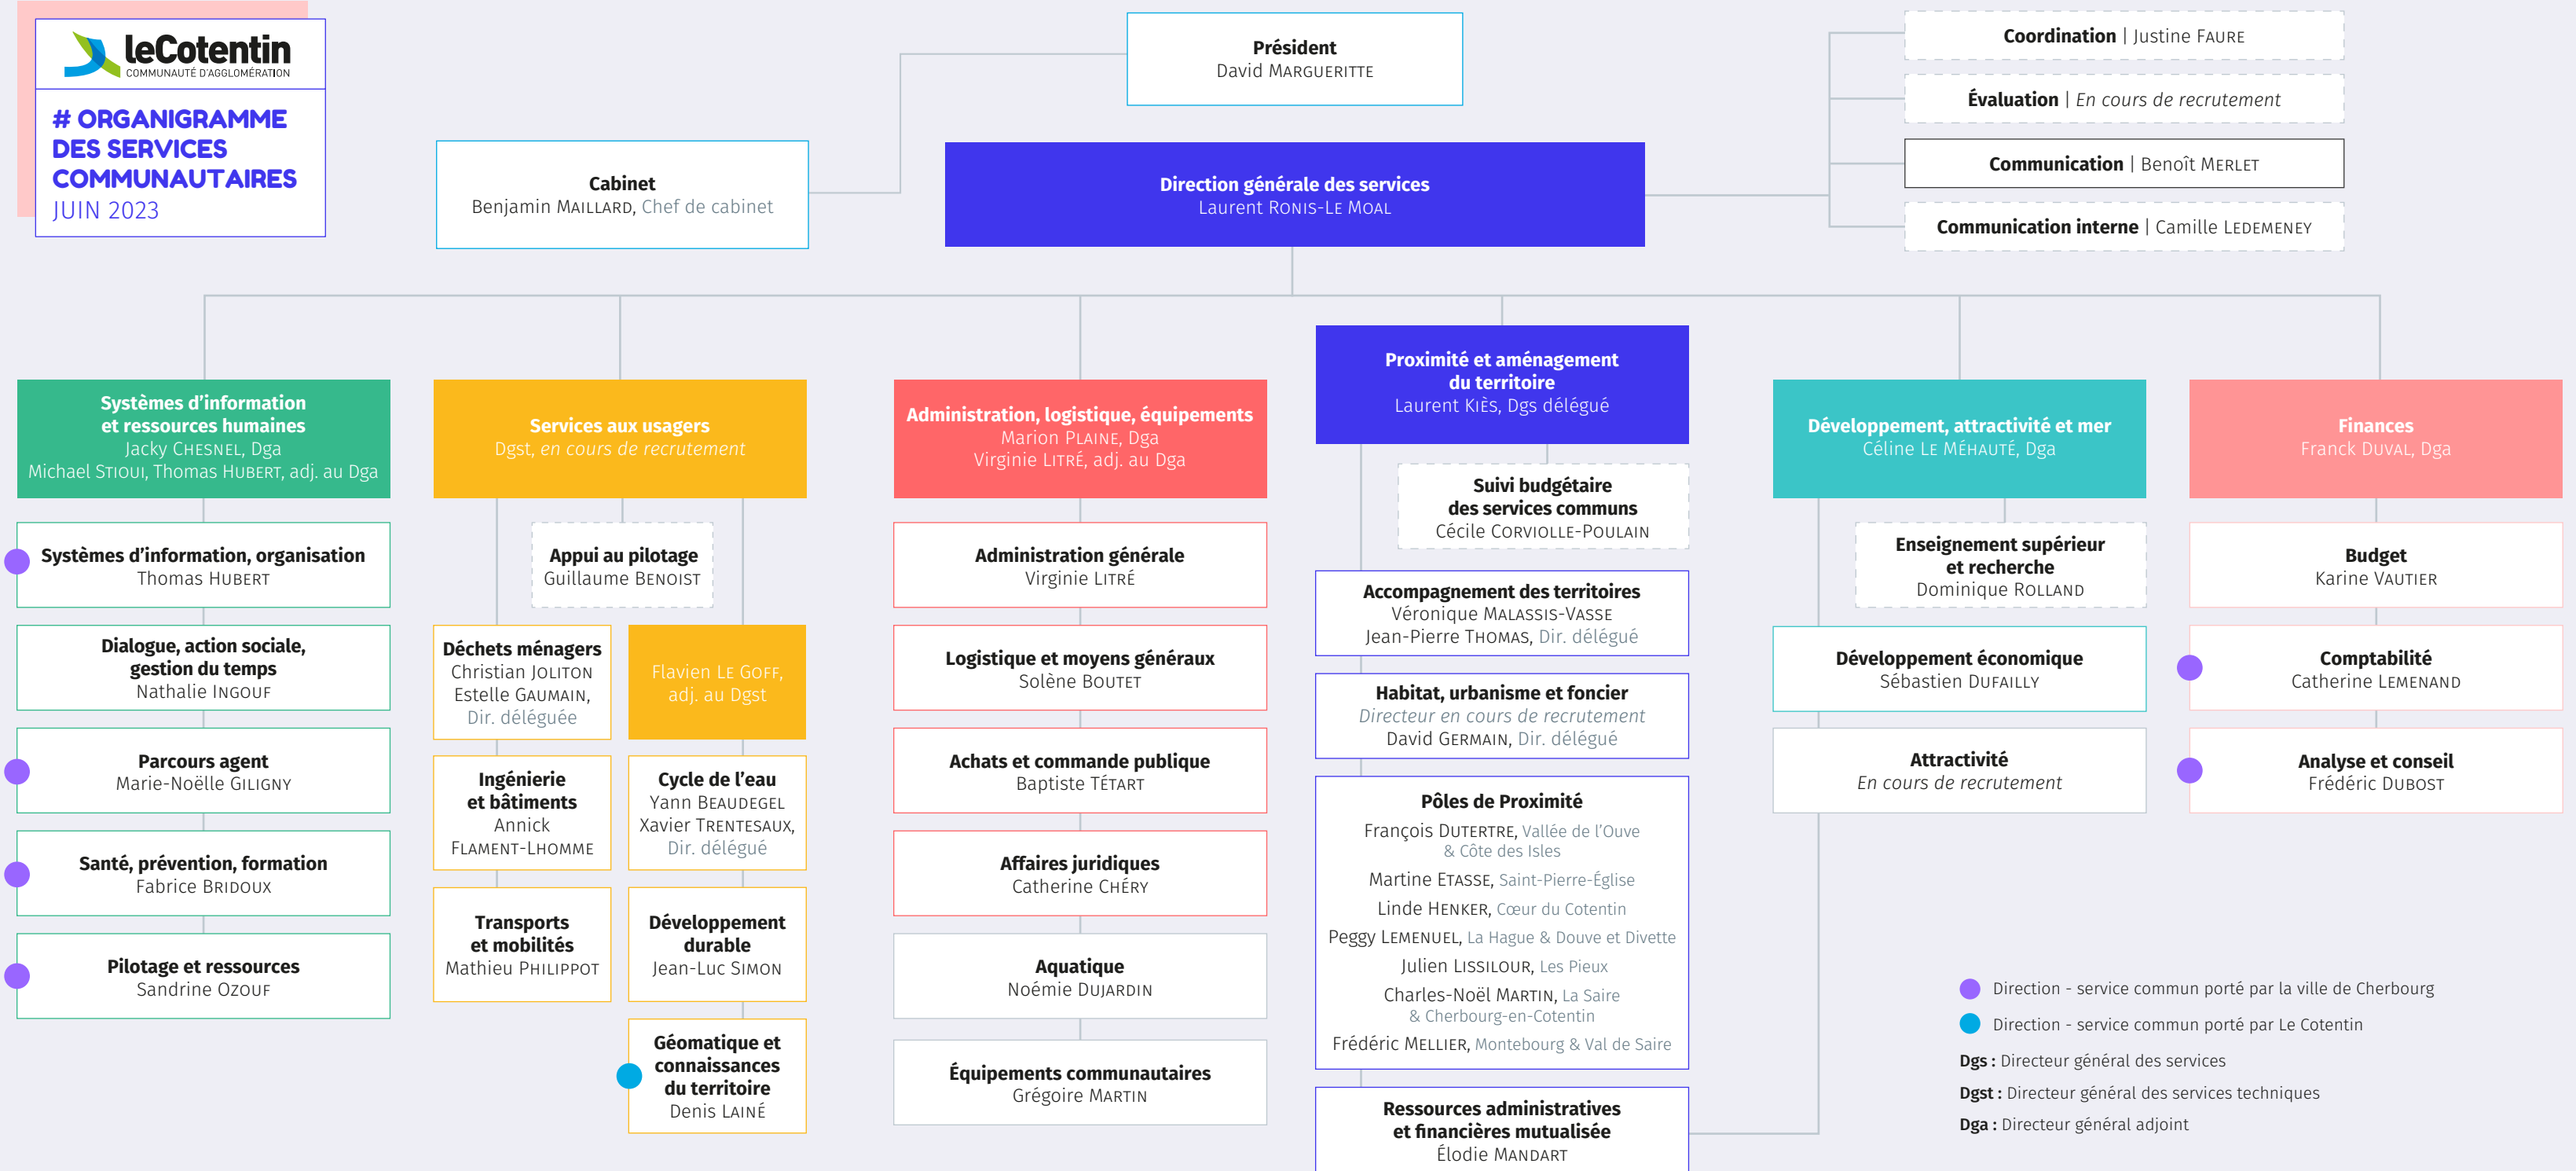 leCotentin
COMMUNAUTÉ D'AGGLOMÉRATION
# ORGANIGRAMME
DES SERVICES
COMMUNAUTAIRES
JUIN 2023
Président
David MARGUERITTE
Cabinet
Benjamin MAILLARD, Chef de cabinet
Direction générale des services
Laurent RONIS-LE MOAL
Coordination | Justine FAURE
Évaluation | En cours de recrutement
Communication | Benoît MERLET
Communication interne | Camille LEDEMENEY
Systèmes d'information
et ressources humaines
Jacky CHESNEL, Dga
Michael STIOUI, Thomas HUBERT, adj. au Dga
Systèmes d'information, organisation
Thomas HUBERT
Dialogue, action sociale,
gestion du temps
Nathalie INGOUF
Parcours agent
Marie-Noëlle GILIGNY
Santé, prévention, formation
Fabrice BRIDOUX
Pilotage et ressources
Sandrine OZOUF
Services aux usagers
Dgst, en cours de recrutement
Appui au pilotage
Guillaume BENOIST
Déchets ménagers
Christian JOLITON
Estelle GAUMAIN,
Dir. déléguée
Ingénierie
et bâtiments
Annick
FLAMENT-LHOMME
Transports
et mobilités
Mathieu PHILIPPOT
Flavien LE GOFF,
adj. au Dgst
Cycle de l'eau
Yann BEAUDEGEL
Xavier TRENTESAUX,
Dir. délégué
Développement
durable
Jean-Luc SIMON
Géomatique et
connaissances
du territoire
Denis LAINÉ
Administration, logistique, équipements
Marion PLAINE, Dga
Virginie LITRÉ, adj. au Dga
Administration générale
Virginie LITRÉ
Logistique et moyens généraux
Solène BOUTET
Achats et commande publique
Baptiste TÉTART
Affaires juridiques
Catherine CHÉRY
Aquatique
Noémie DUJARDIN
Équipements communautaires
Grégoire MARTIN
Proximité et aménagement
du territoire
Laurent KIÈS, Dgs délégué
Suivi budgétaire
des services communs
Cécile CORVIOLLE-POULAIN
Accompagnement des territoires
Véronique MALASSIS-VASSE
Jean-Pierre THOMAS, Dir. délégué
Habitat, urbanisme et foncier
Directeur en cours de recrutement
David GERMAIN, Dir. délégué
Pôles de Proximité
François DUTERTRE, Vallée de l'Ouve
& Côte des Isles
Martine ETASSE, Saint-Pierre-Église
Linde HENKER, Cœur du Cotentin
Peggy LEMENUEL, La Hague & Douve et Divette
Julien LISSILOUR, Les Pieux
Charles-Noël MARTIN, La Saire
& Cherbourg-en-Cotentin
Frédéric MELLIER, Montebourg & Val de Saire
Ressources administratives
et financières mutualisée
Élodie MANDART
Développement, attractivité et mer
Céline LE MÉHAUTÉ, Dga
Enseignement supérieur
et recherche
Dominique ROLLAND
Développement économique
Sébastien DUFAILLY
Attractivité
En cours de recrutement
Finances
Franck DUVAL, Dga
Budget
Karine VAUTIER
Comptabilité
Catherine LEMENAND
Analyse et conseil
Frédéric DUBOST
Direction - service commun porté par la ville de Cherbourg
Direction - service commun porté par Le Cotentin
Dgs : Directeur général des services
Dgst : Directeur général des services techniques
Dga : Directeur général adjoint